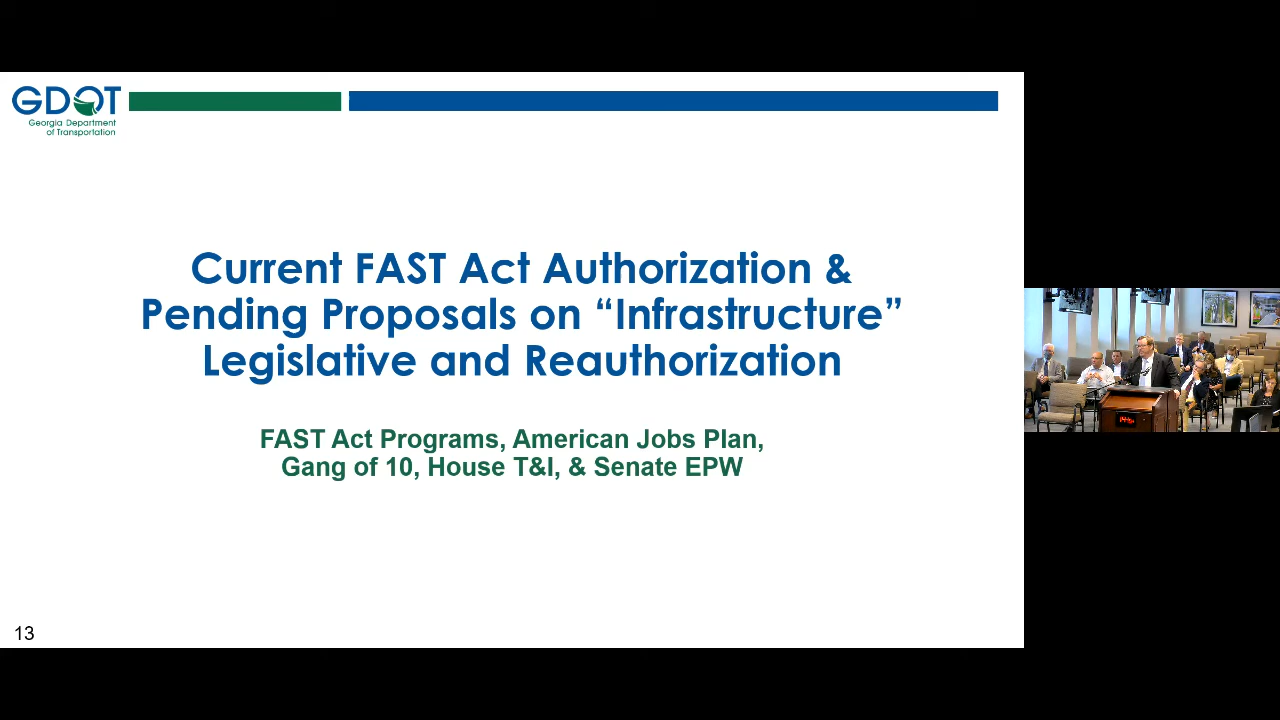 GDOT
Georgia Department
of Transportation
Current FAST Act Authorization &
Pending Proposals on “Infrastructure”
Legislative and Reauthorization
FAST Act Programs, American Jobs Plan,
Gang of 10, House T&I, & Senate EPW
13